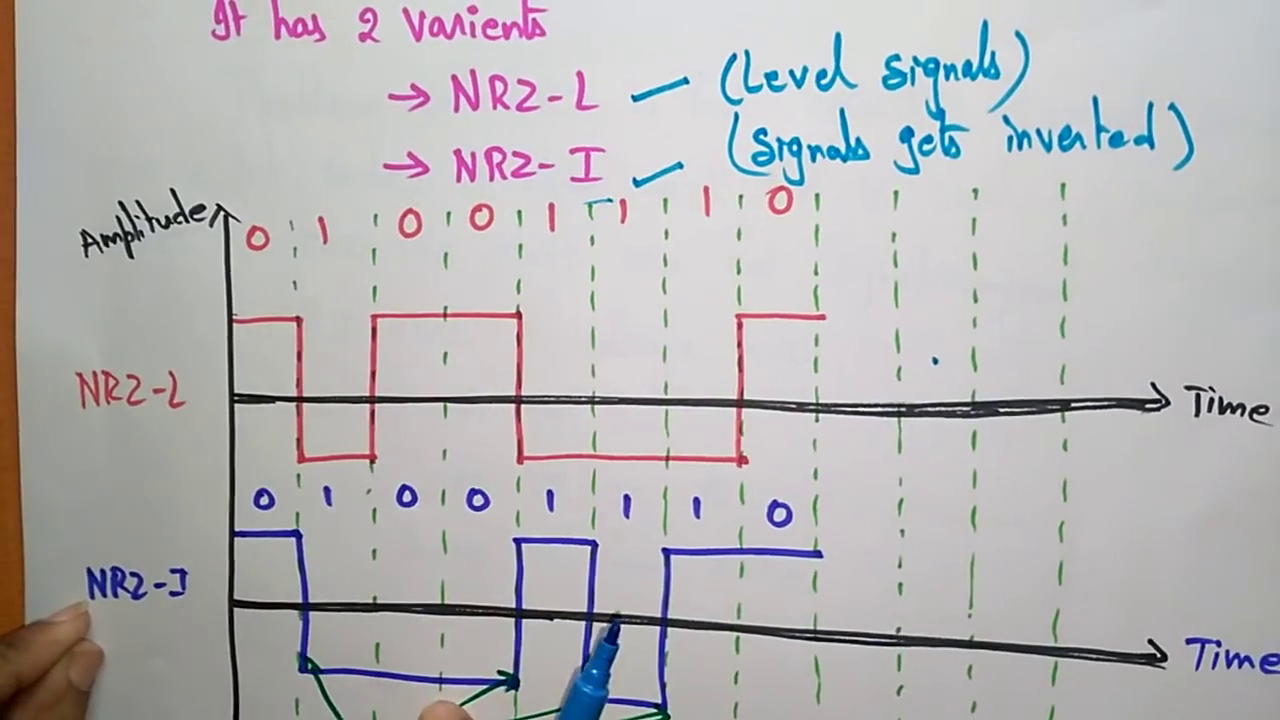 It has 2 varients
→ NRZ-L — (Level signals)
→ NRZ-I — (signals gets inverted)
Amplitude
0 1 0 0 1 1 1 0
NRZ-L
Time
0 1 0 0 1 1 1 0
NRZ-I
Time